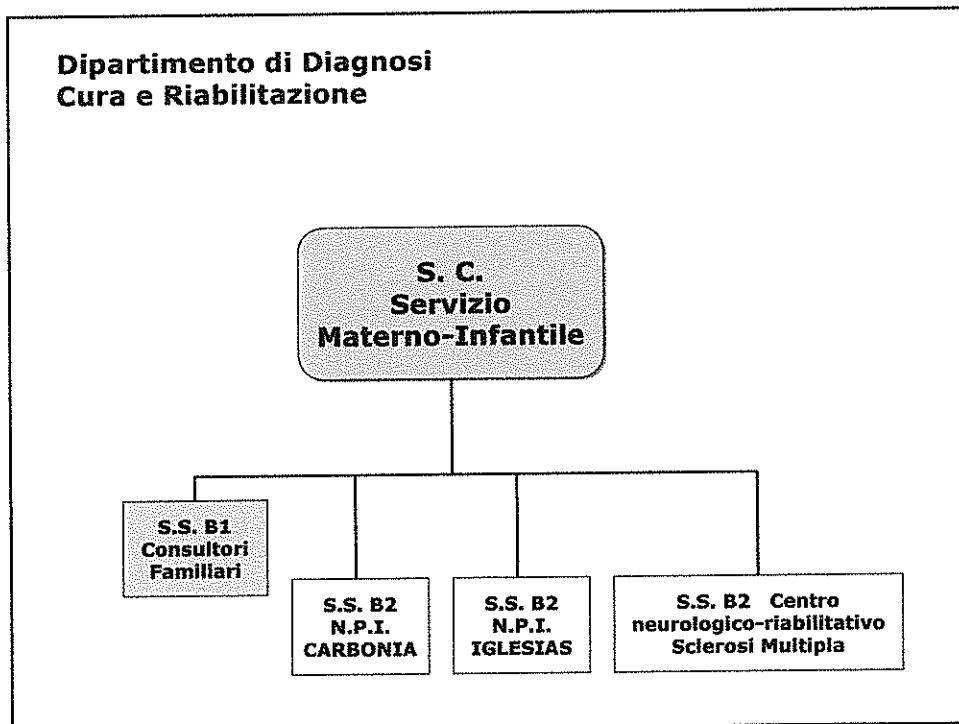 Dipartimento di Diagnosi
Cura e Riabilitazione
S. C.
Servizio
Materno-Infantile
S.S. B1
Consultori
Familiari
S.S. B2
N.P.I.
CARBONIA
S.S. B2
N.P.I.
IGLESIAS
S.S. B2 Centro
neurologico-riabilitativo
Sclerosi Multipla